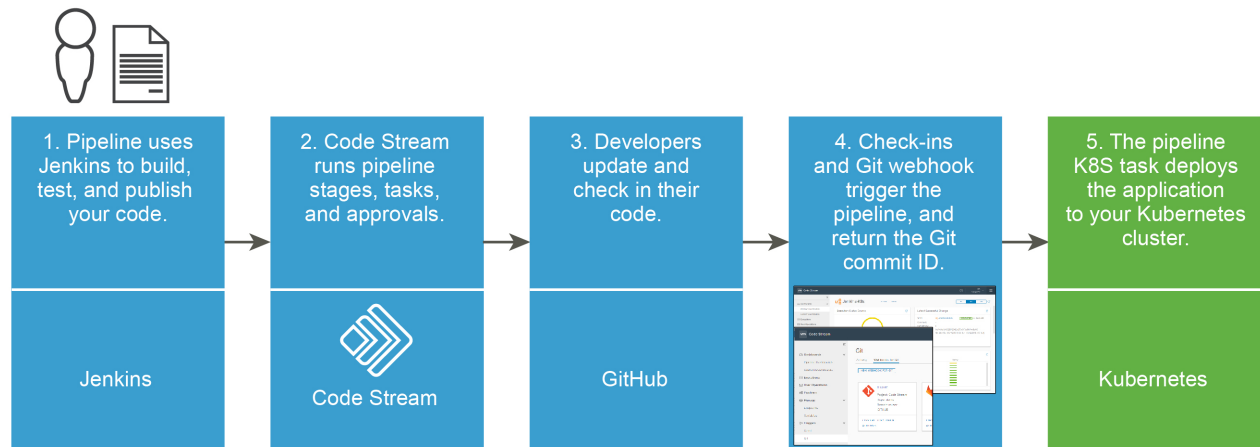 1. Pipeline uses
Jenkins to build,
test, and publish
your code.
2. Code Stream
runs pipeline
stages, tasks,
and approvals.
3. Developers
update and
check in their
code.
4. Check-ins
and Git webhook
trigger the
pipeline, and
return the Git
commit ID.
5. The pipeline
K8S task deploys
the application
to your Kubernetes
cluster.
Jenkins
Code Stream
GitHub
Code Stream
Git
Kubernetes